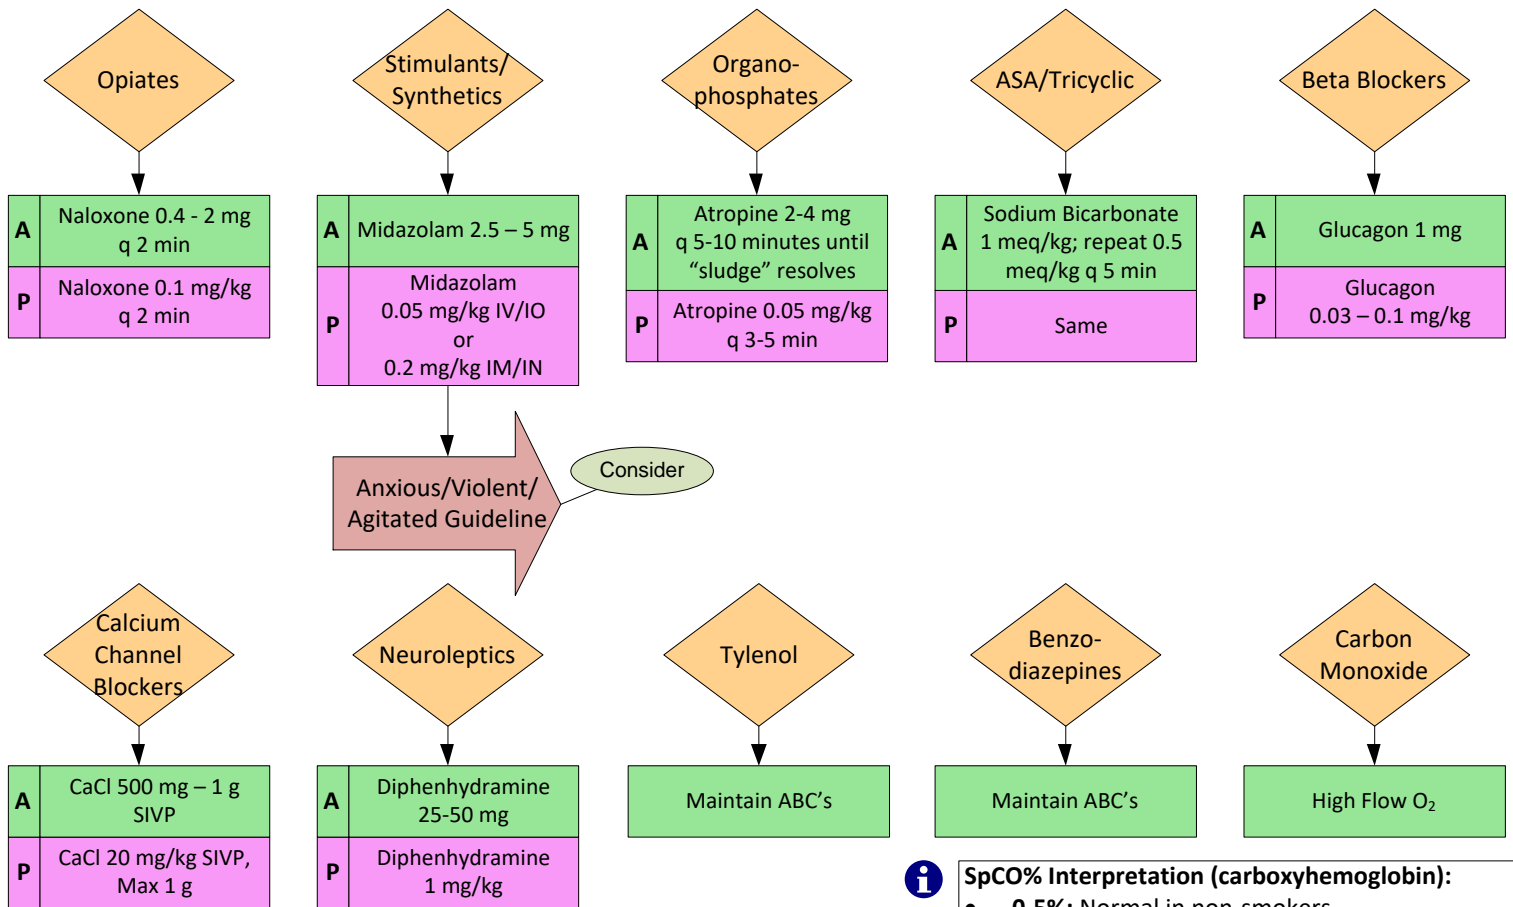 Opiates
Stimulants/
Synthetics
Organo-
phosphates
ASA/Tricyclic
Beta Blockers
A
Naloxone 0.4 - 2 mg
q 2 min
P
Naloxone 0.1 mg/kg
q 2 min
A
Midazolam 2.5 – 5 mg
P
Midazolam
0.05 mg/kg IV/IO
or
0.2 mg/kg IM/IN
A
Atropine 2-4 mg
q 5-10 minutes until
“sludge” resolves
P
Atropine 0.05 mg/kg
q 3-5 min
A
Sodium Bicarbonate
1 meq/kg; repeat 0.5
meq/kg q 5 min
P
Same
A
Glucagon 1 mg
P
Glucagon
0.03 – 0.1 mg/kg
Anxious/Violent/
Agitated Guideline
Consider
Calcium
Channel
Blockers
Neuroleptics
Tylenol
Benzo-
diazepines
Carbon
Monoxide
A
CaCl 500 mg – 1 g
SIVP
P
CaCl 20 mg/kg SIVP,
Max 1 g
A
Diphenhydramine
25-50 mg
P
Diphenhydramine
1 mg/kg
Maintain ABC’s
Maintain ABC’s
High Flow O₂
i
SpCO% Interpretation (carboxyhemoglobin):
• 0-5%: Normal in non-smokers